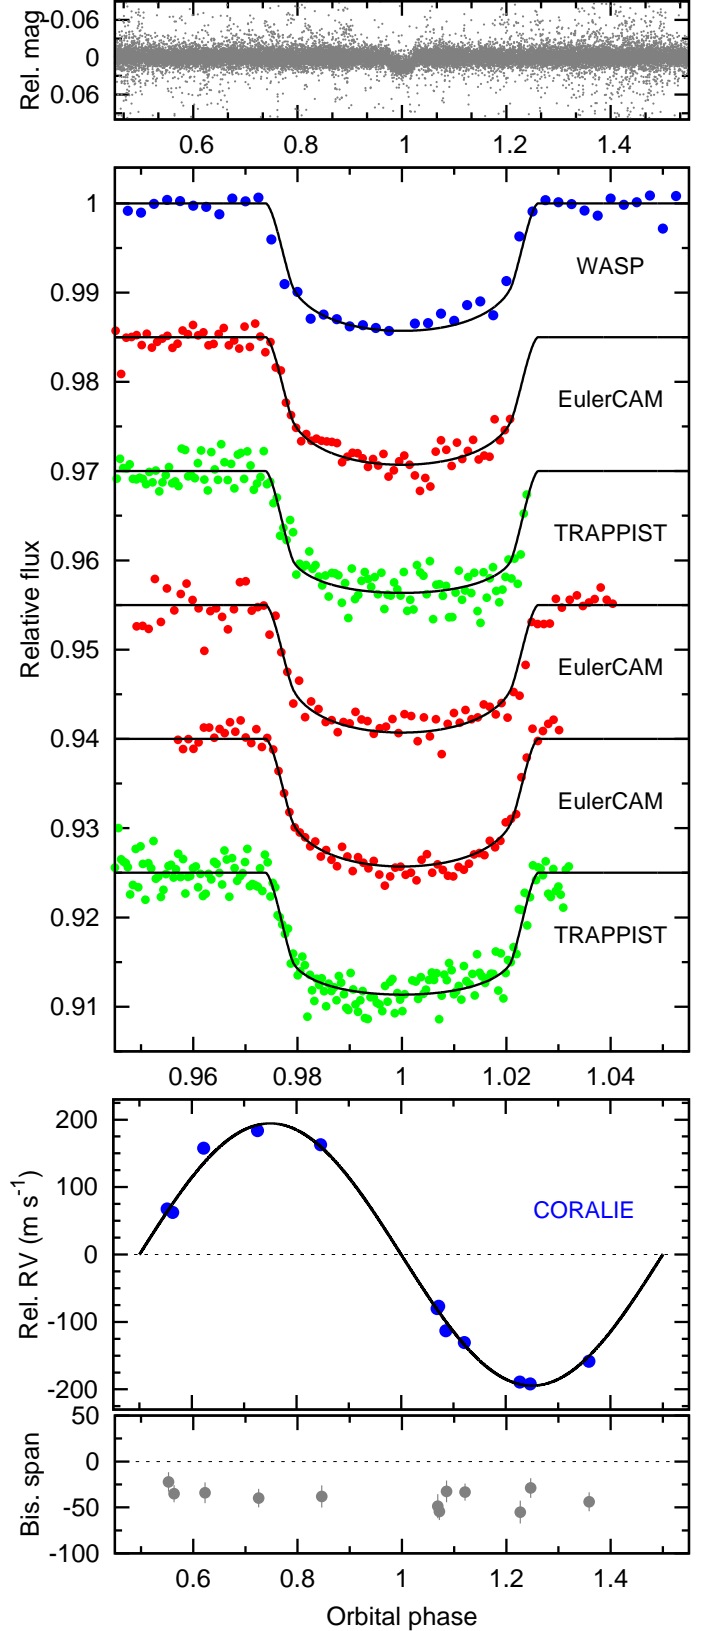 -0.06
0
0.06
Rel. mag
0.6 0.8 1 1.2 1.4
1
0.99
0.98
0.97
0.96
0.95
0.94
0.93
0.92
0.91
Relative flux
WASP
EulerCAM
TRAPPIST
EulerCAM
EulerCAM
TRAPPIST
0.96 0.98 1 1.02 1.04
200
100
0
-100
-200
Rel. RV (m s⁻¹)
CORALIE
50
0
-50
-100
Bis. span
0.6 0.8 1 1.2 1.4
Orbital phase